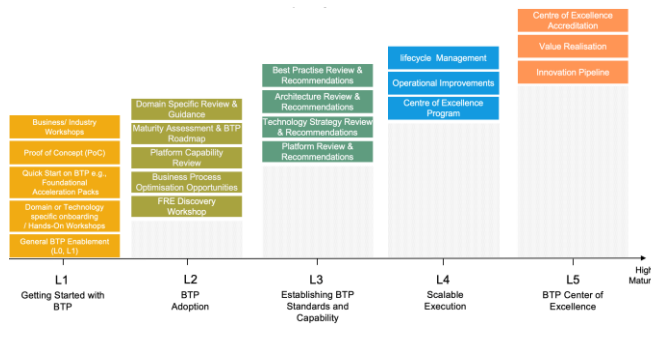 Centre of Excellence
Accreditation
Value Realisation
Innovation Pipeline
lifecycle Management
Operational Improvements
Centre of Excellence
Program
Best Practise Review &
Recommendations
Architecture Review &
Recommendations
Technology Strategy Review
& Recommendations
Platform Review &
Recommendations
Domain Specific Review &
Guidance
Maturity Assessment & BTP
Roadmap
Platform Capability
Review
Business Process
Optimisation Opportunities
FRE Discovery
Workshop
Business/ Industry
Workshops
Proof of Concept (PoC)
Quick Start on BTP e.g.,
Foundational
Acceleration Packs
Domain or Technology
specific onboarding
/ Hands-On Workshops
General BTP Enablement
(L0, L1)
L1
Getting Started with
BTP
L2
BTP
Adoption
L3
Establishing BTP
Standards and
Capability
L4
Scalable
Execution
L5
BTP Center of
Excellence
High